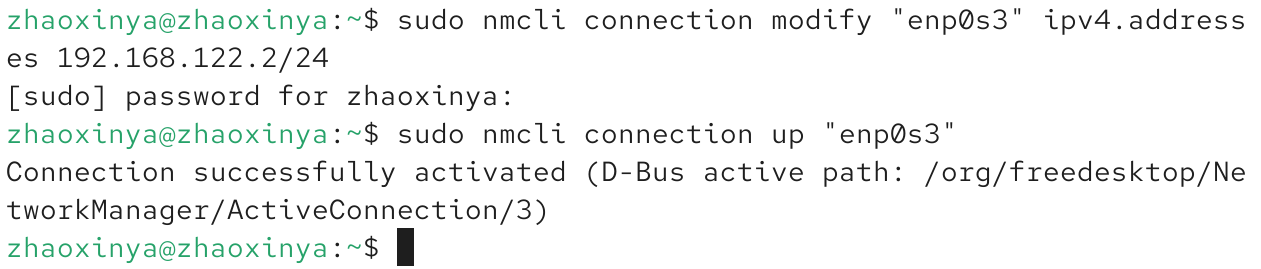 zhaoxinya@zhaoxinya:~$ sudo nmcli connection modify "enp0s3" ipv4.address
es 192.168.122.2/24
[sudo] password for zhaoxinya:
zhaoxinya@zhaoxinya:~$ sudo nmcli connection up "enp0s3"
Connection successfully activated (D-Bus active path: /org/freedesktop/Ne
tworkManager/ActiveConnection/3)
zhaoxinya@zhaoxinya:~$